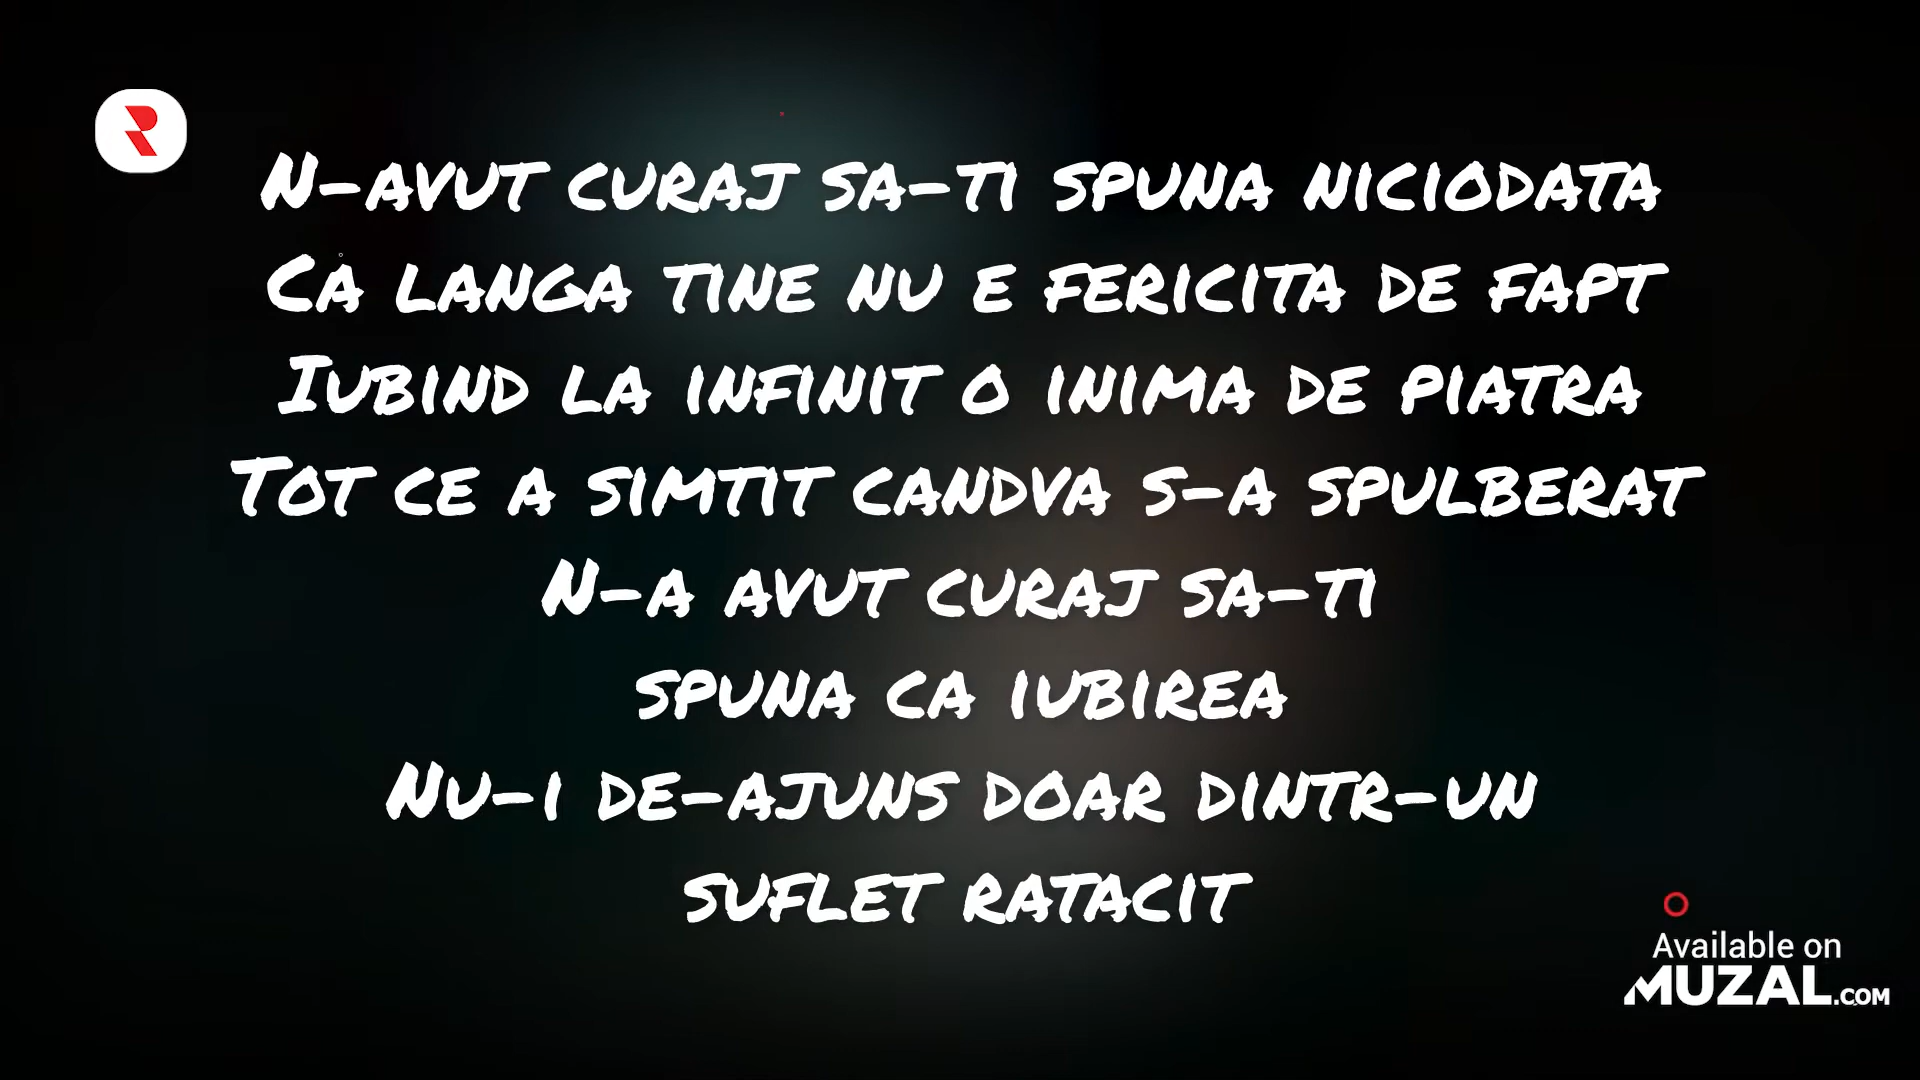 N-avut curaj sa-ti spuna niciodata
Ca langa tine nu e fericita de fapt
Iubind la infinit o inima de piatra
Tot ce a simtit candva s-a spulberat
N-a avut curaj sa-ti
spuna ca iubirea
Nu-i de-ajuns doar dintr-un
suflet ratacit
Available on
MUZAL.COM